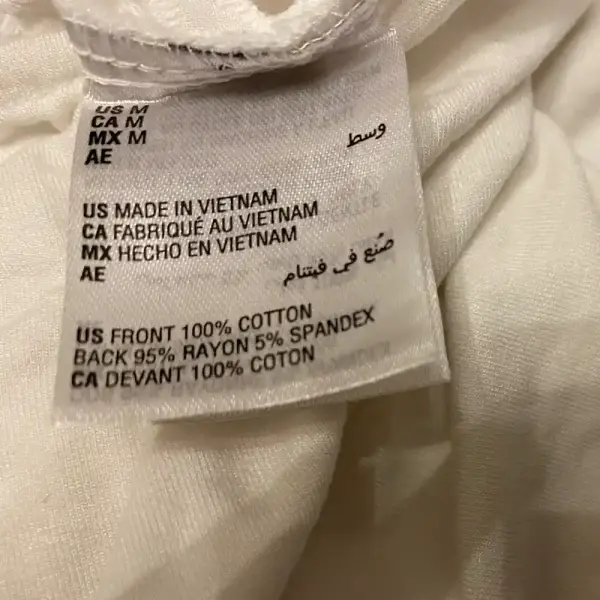 US M
CA M
MX M
AE وسط
US MADE IN VIETNAM
CA FABRIQUÉ AU VIETNAM
MX HECHO EN VIETNAM
AE صُنع في فيتنام
US FRONT 100% COTTON
BACK 95% RAYON 5% SPANDEX
CA DEVANT 100% COTON